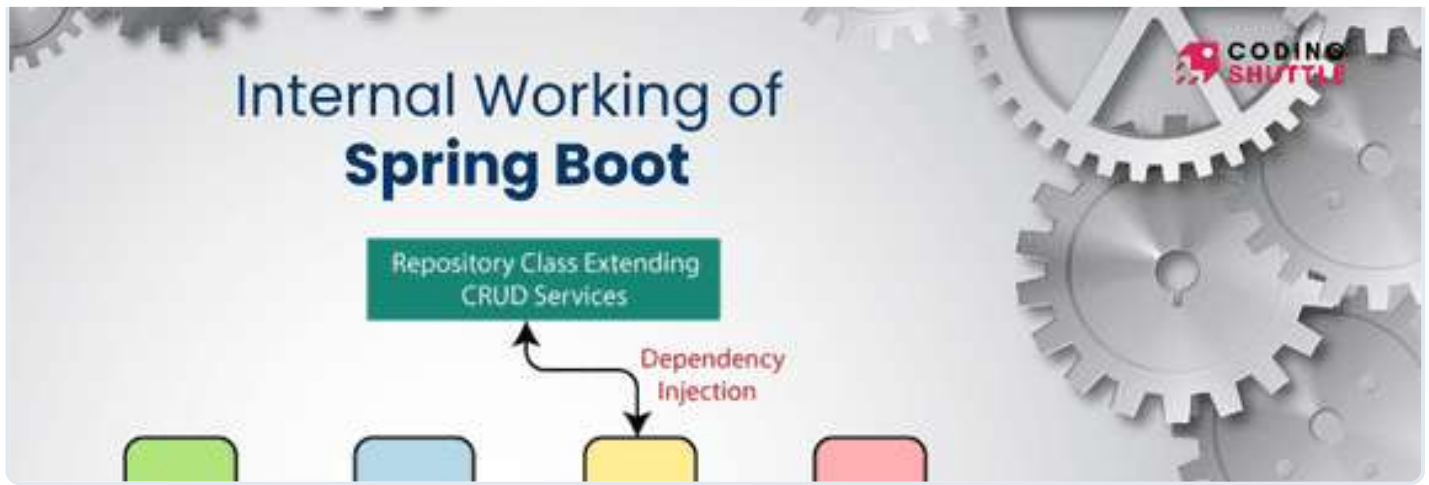 CODING
SHUTTLE
Internal Working of
Spring Boot
Repository Class Extending
CRUD Services
Dependency
Injection